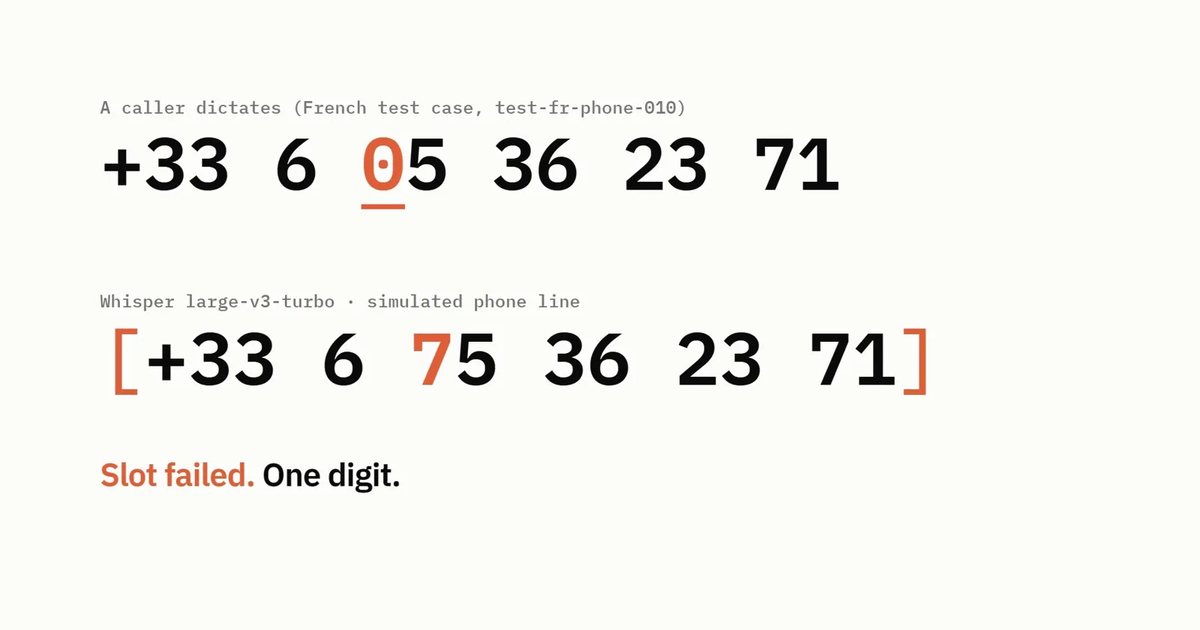 A caller dictates (French test case, test-fr-phone-010)
+33 6 05 36 23 71
Whisper large-v3-turbo · simulated phone line
[+33 6 75 36 23 71]
Slot failed. One digit.